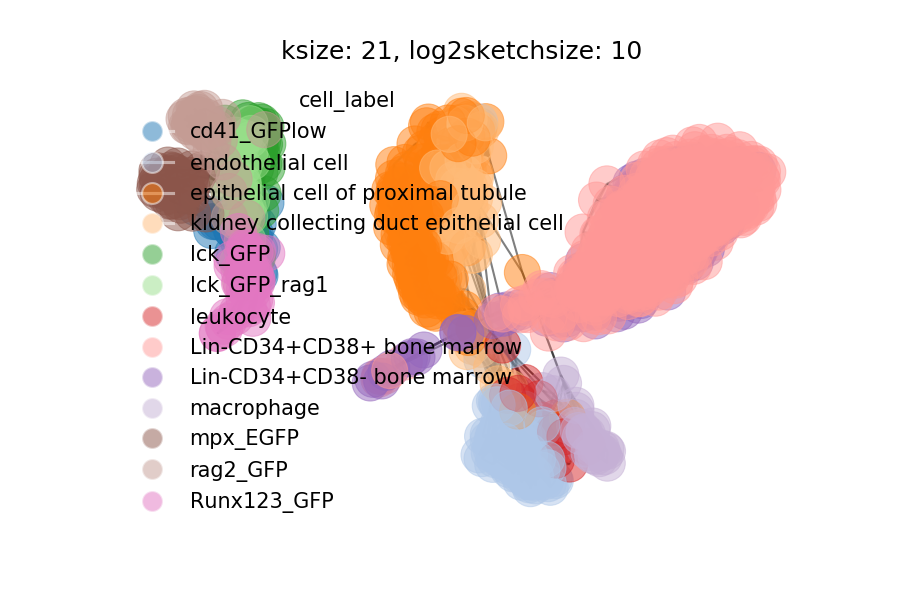 ksize: 21, log2sketchsize: 10
cell_label
cd41_GFPlow
endothelial cell
epithelial cell of proximal tubule
kidney collecting duct epithelial cell
lck_GFP
lck_GFP_rag1
leukocyte
Lin-CD34+CD38+ bone marrow
Lin-CD34+CD38- bone marrow
macrophage
mpx_EGFP
rag2_GFP
Runx123_GFP